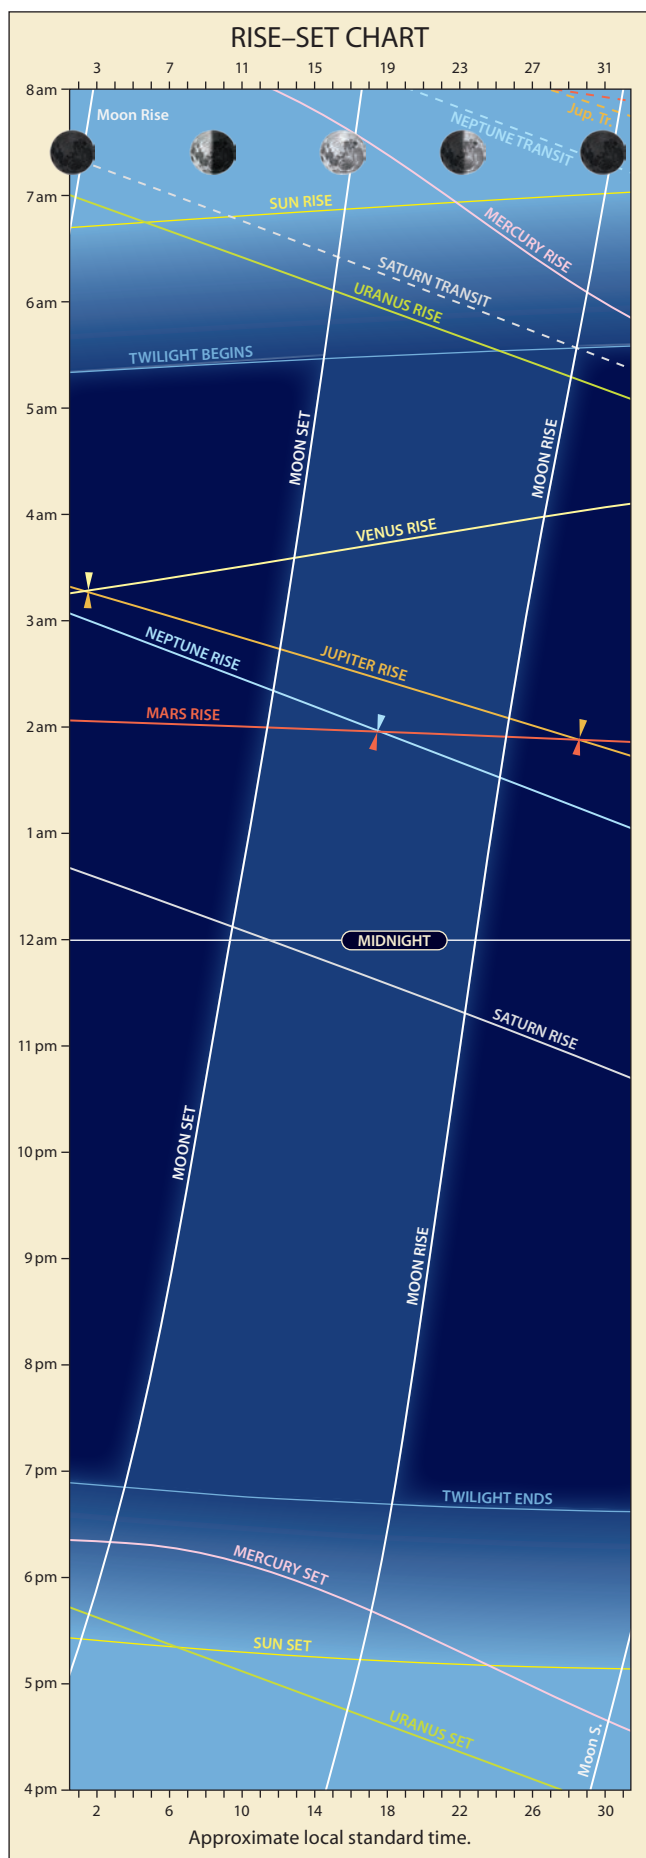 RISE–SET CHART
3 7 11 15 19 23 27 31
8 am
Moon Rise
Jup. Tr.
NEPTUNE TRANSIT
7 am
SUN RISE
MERCURY RISE
SATURN TRANSIT
URANUS RISE
6 am
TWILIGHT BEGINS
5 am
MOON SET
MOON RISE
4 am
VENUS RISE
3 am
NEPTUNE RISE
JUPITER RISE
MARS RISE
2 am
1 am
12 am
MIDNIGHT
SATURN RISE
11 pm
10 pm
MOON SET
9 pm
MOON RISE
8 pm
7 pm
TWILIGHT ENDS
6 pm
MERCURY SET
SUN SET
5 pm
URANUS SET
Moon S.
4 pm
2 6 10 14 18 22 26 30
Approximate local standard time.